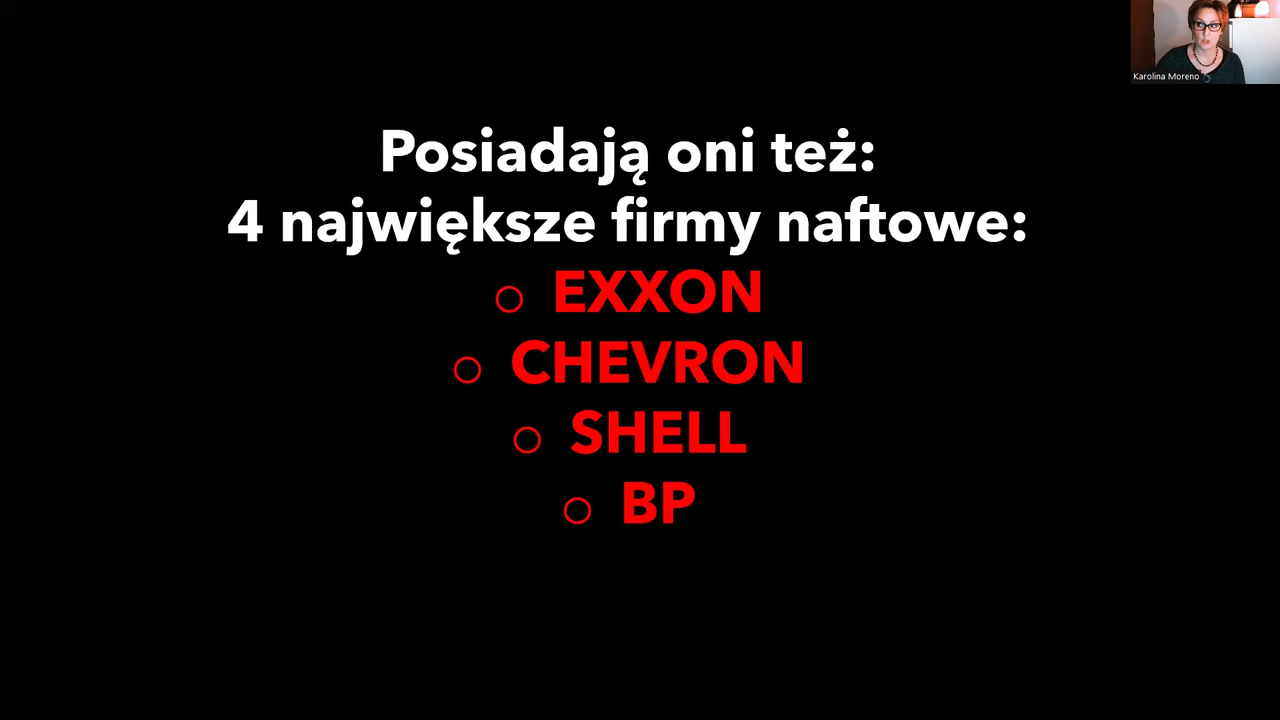 Karolina Moreno
Posiadają oni też:
4 największe firmy naftowe:
o EXXON
o CHEVRON
o SHELL
o BP